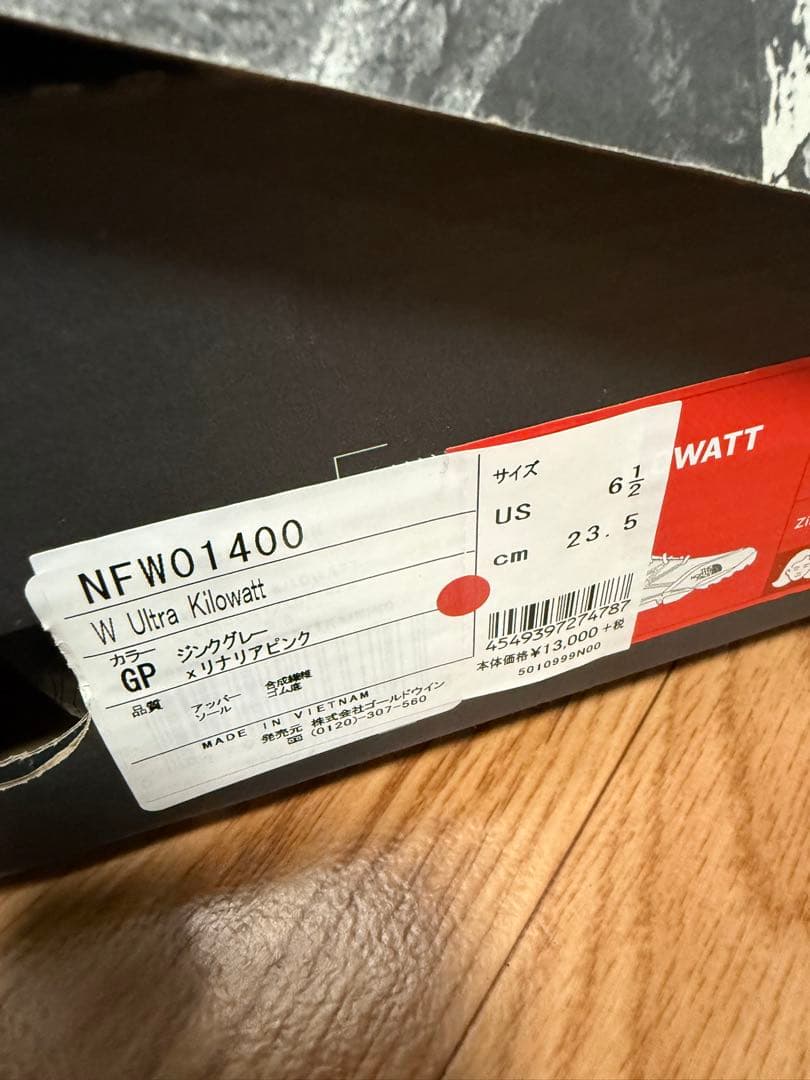 NFW01400
W Ultra Kilowatt
カラー
GP ジンクグレー
xリナリアピンク
品質 アッパー 合成繊維
ソール ゴム底
MADE IN VIETNAM
発売元 株式会社ゴールドウイン
(0120)-307-560
サイズ
US 6 1/2
cm 23.5
4549397274787
本体価格¥13,000+税
5010999N00
WATT
THE NORTH FACE